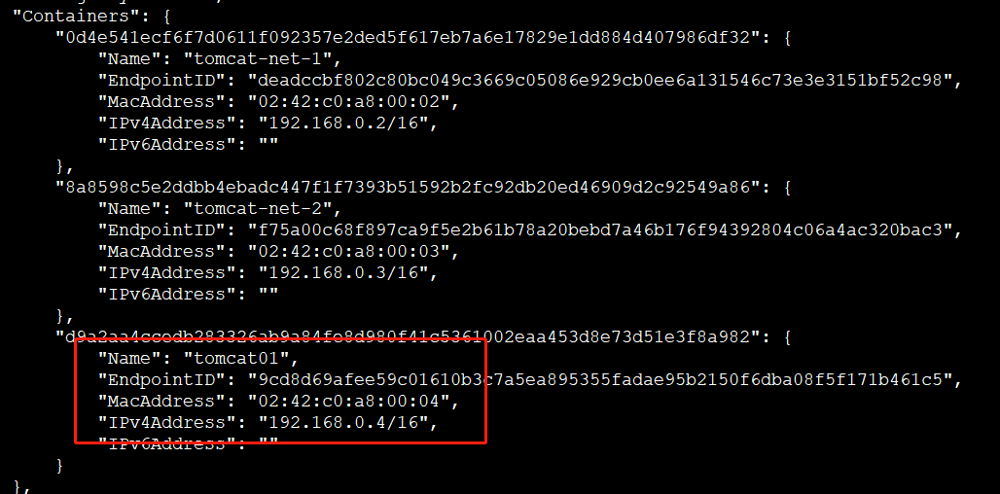 "Containers": {
"0d4e541ecf6f7d0611f092357e2ded5f617eb7a6e17829e1dd884d407986df32": {
"Name": "tomcat-net-1",
"EndpointID": "deadccbf802c80bc049c3669c05086e929cb0ee6a131546c73e3e3151bf52c98",
"MacAddress": "02:42:c0:a8:00:02",
"IPv4Address": "192.168.0.2/16",
"IPv6Address": ""
},
"8a8598c5e2ddbb4ebadc447f1f7393b51592b2fc92db20ed46909d2c92549a86": {
"Name": "tomcat-net-2",
"EndpointID": "f75a00c68f897ca9f5e2b61b78a20bebd7a46b176f94392804c06a4ac320bac3",
"MacAddress": "02:42:c0:a8:00:03",
"IPv4Address": "192.168.0.3/16",
"IPv6Address": ""
},
"d9a2aa4ccedb283326ab9a84fe8d980f41c5361002eaa453d8e73d51e3f8a982": {
"Name": "tomcat01",
"EndpointID": "9cd8d69afee59c01610b3c7a5ea895355fadae95b2150f6dba08f5f171b461c5",
"MacAddress": "02:42:c0:a8:00:04",
"IPv4Address": "192.168.0.4/16",
"IPv6Address": ""
}
},